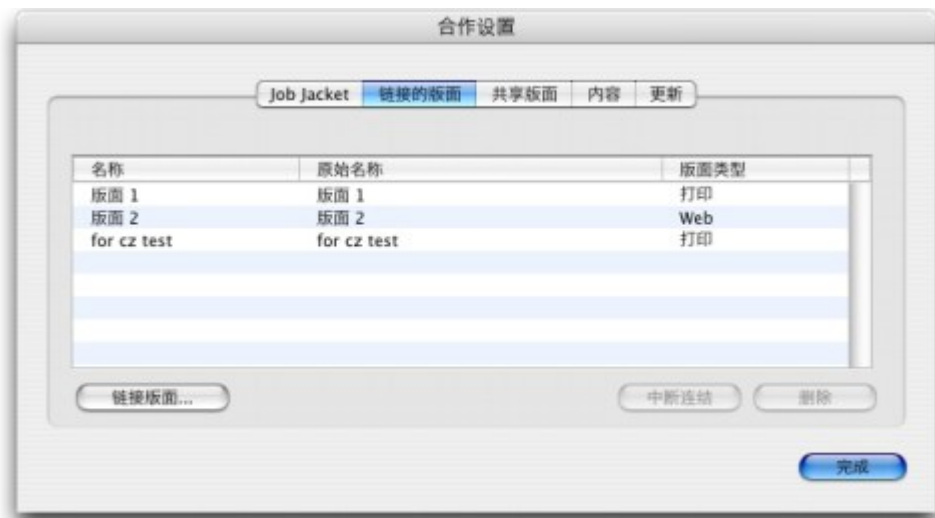 合作设置
Job Jacket 链接的版面 共享版面 内容 更新
名称 原始名称 版面类型
版面 1 版面 1 打印
版面 2 版面 2 Web
for cz test for cz test 打印
链接版面... 中断连结 删除
完成